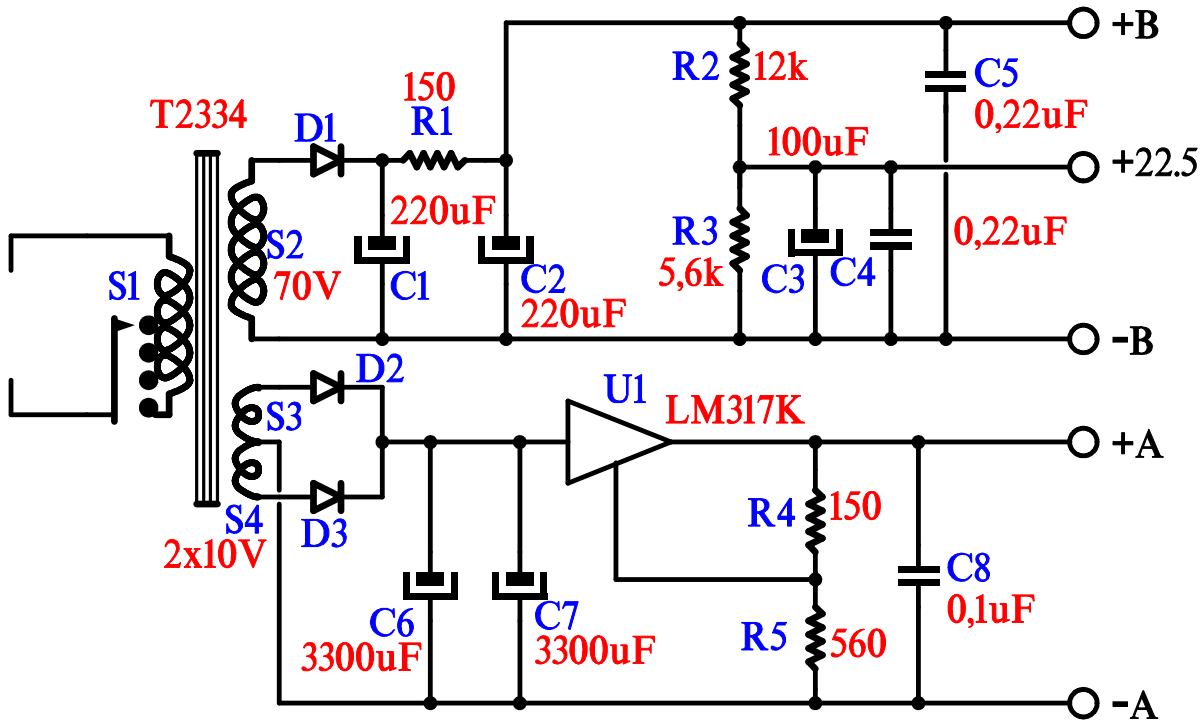 +B
R2 12k
C5
0,22uF
150
R1
T2334
D1
100uF
+22.5
S2
70V
220uF
C1
R3
5,6k
C3
C4
0,22uF
S1
C2
220uF
-B
D2
U1
LM317K
S3
+A
S4
2x10V
D3
R4 150
C8
0,1uF
C6
3300uF
C7
3300uF
R5 560
-A